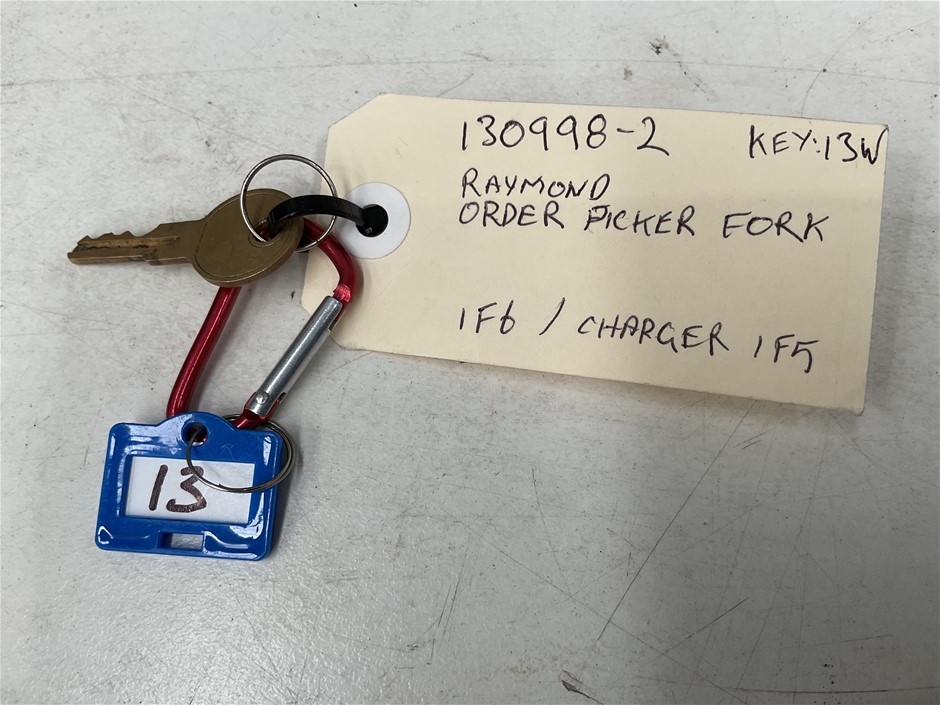 130998-2 KEY:13W
RAYMOND
ORDER PICKER FORK
1F6 / CHARGER 1F5
13